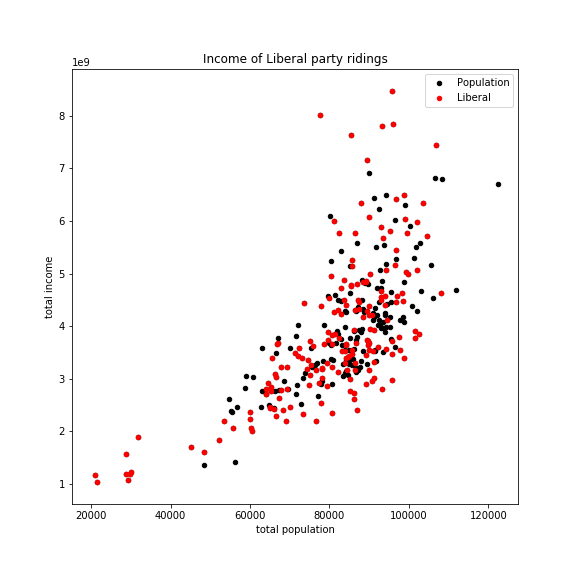 Income of Liberal party ridings
1e9
Population
Liberal
8
7
6
5
4
3
2
1
total income
20000 40000 60000 80000 100000 120000
total population